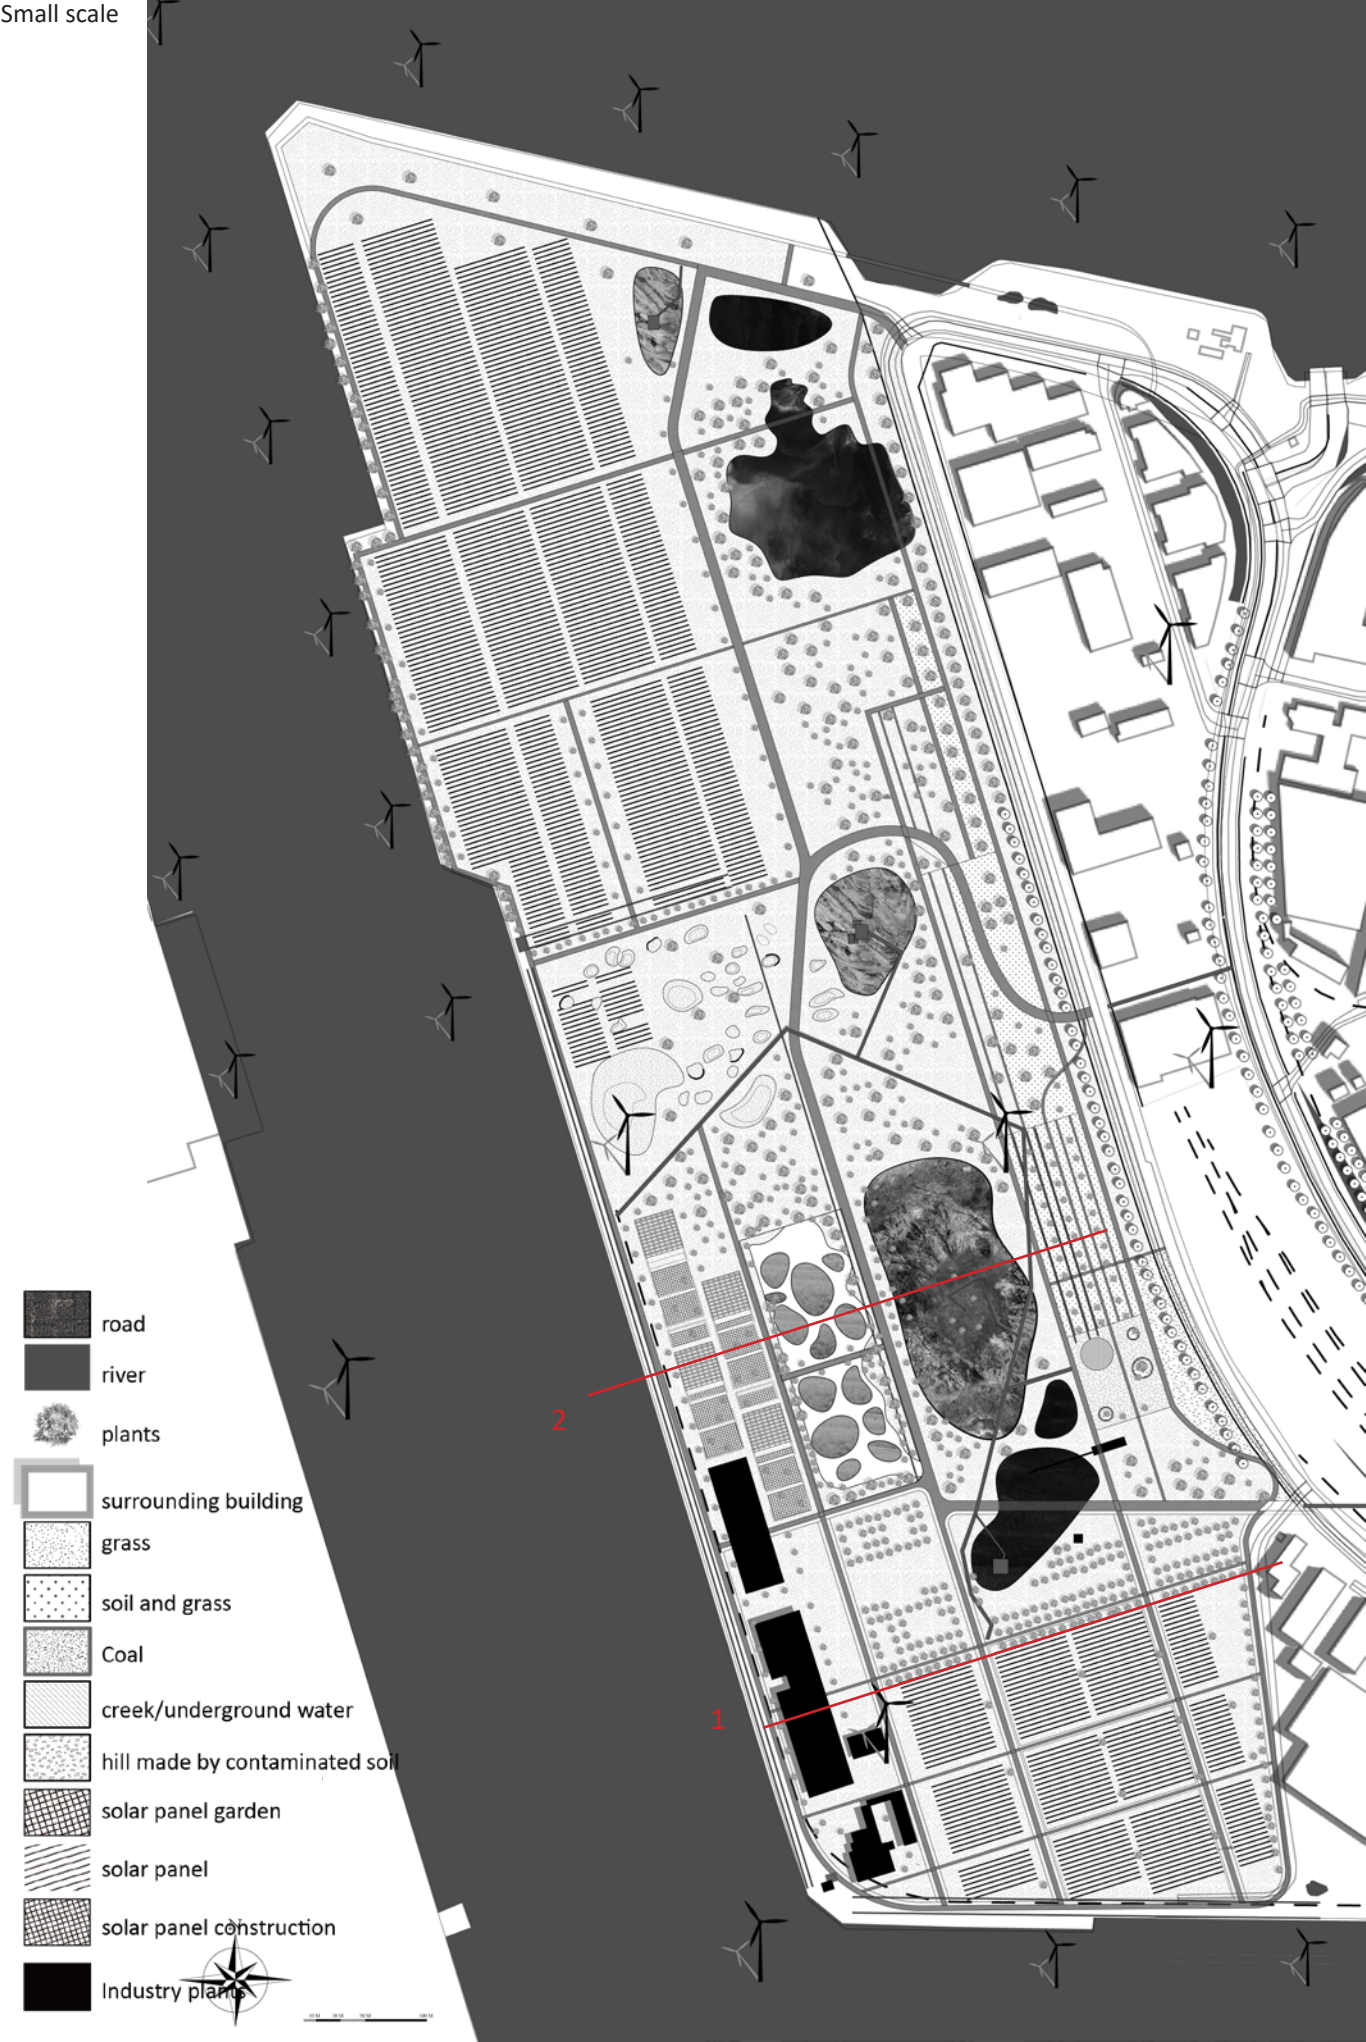 Small scale
2
1
road
river
plants
surrounding building
grass
soil and grass
Coal
creek/underground water
hill made by contaminated soil
solar panel garden
solar panel
solar panel construction
Industry plants